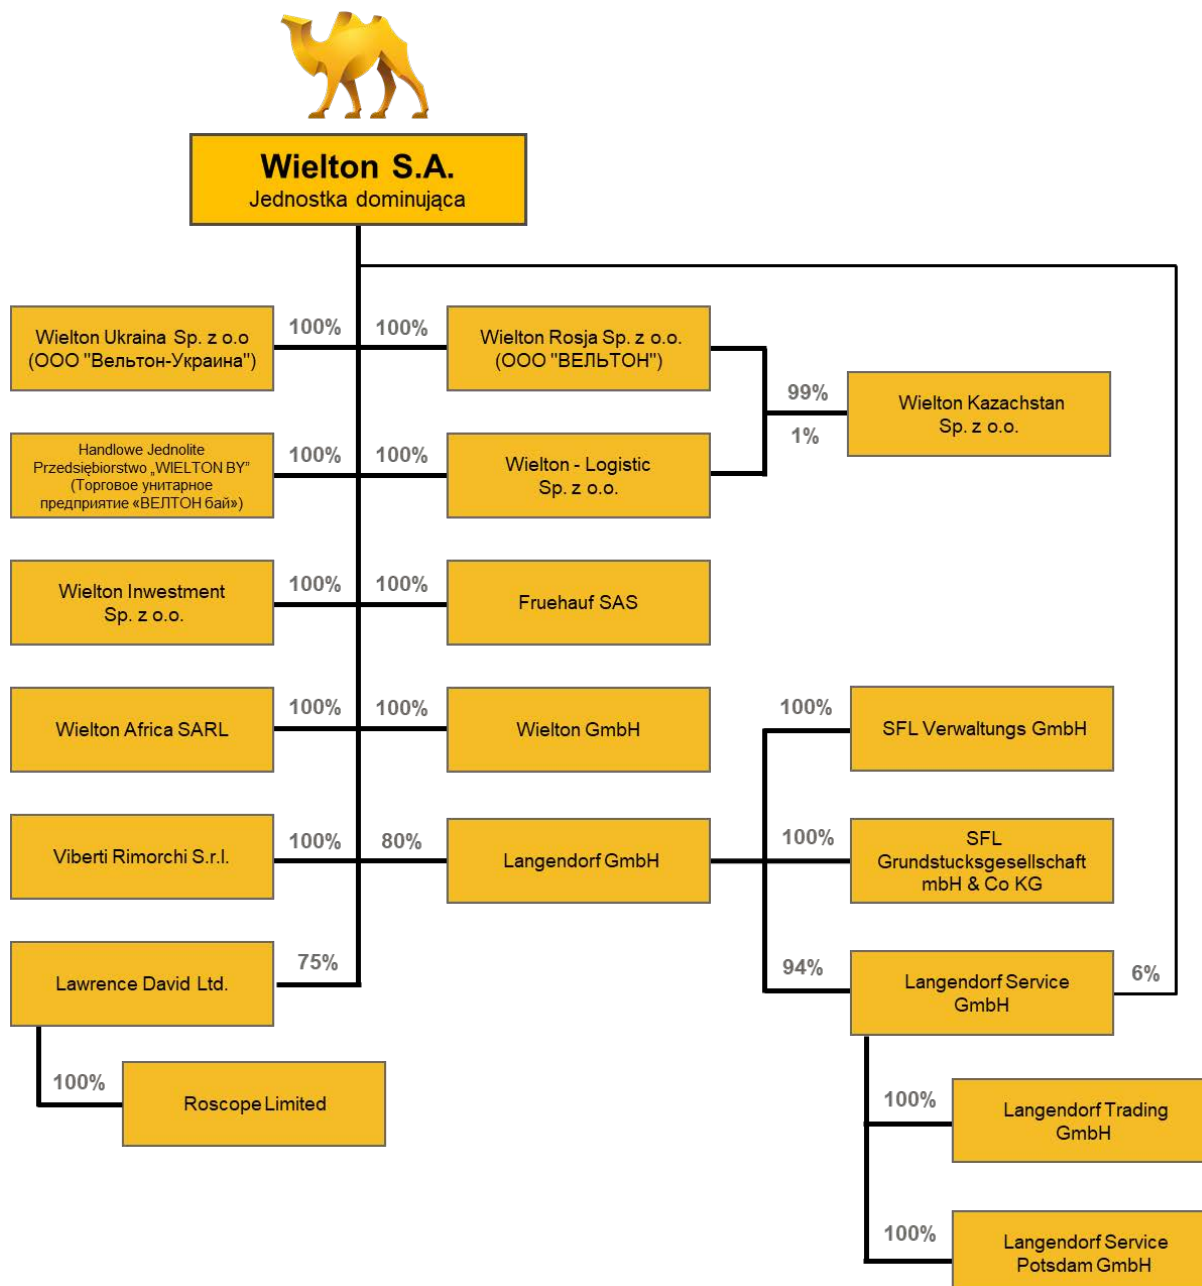 Wielton S.A.
Jednostka dominująca
Wielton Ukraina Sp. z o.o
(ООО "Вельтон-Украина")
100%
100%
Wielton Rosja Sp. z o.o.
(ООО "ВЕЛЬТОН")
99%
1%
Wielton Kazachstan
Sp. z o.o.
Handlowe Jednolite
Przedsiębiorstwo „WIELTON BY”
(Торговое унитарное
предприятие «ВЕЛТОН бай»)
100%
100%
Wielton - Logistic
Sp. z o.o.
Wielton Inwestment
Sp. z o.o.
100%
100%
Fruehauf SAS
Wielton Africa SARL
100%
100%
Wielton GmbH
100%
SFL Verwaltungs GmbH
Viberti Rimorchi S.r.l.
100%
80%
Langendorf GmbH
100%
SFL
Grundstucksgesellschaft
mbH & Co KG
Lawrence David Ltd.
75%
94%
Langendorf Service
GmbH
6%
100%
Roscope Limited
100%
Langendorf Trading
GmbH
100%
Langendorf Service
Potsdam GmbH